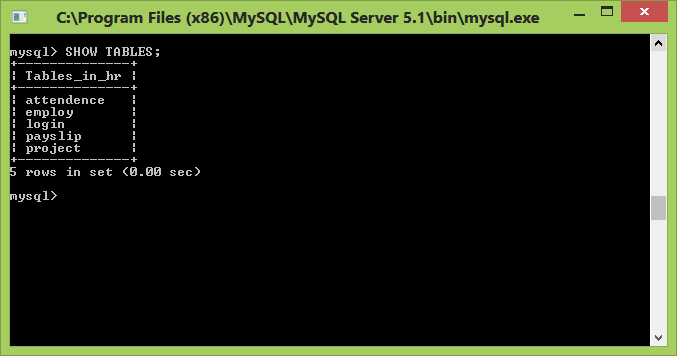 C:\Program Files (x86)\MySQL\MySQL Server 5.1\bin\mysql.exe
mysql> SHOW TABLES;
+--------------+
| Tables_in_hr |
+--------------+
| attendence   |
| employ       |
| login        |
| payslip      |
| project      |
+--------------+
5 rows in set (0.00 sec)
mysql>